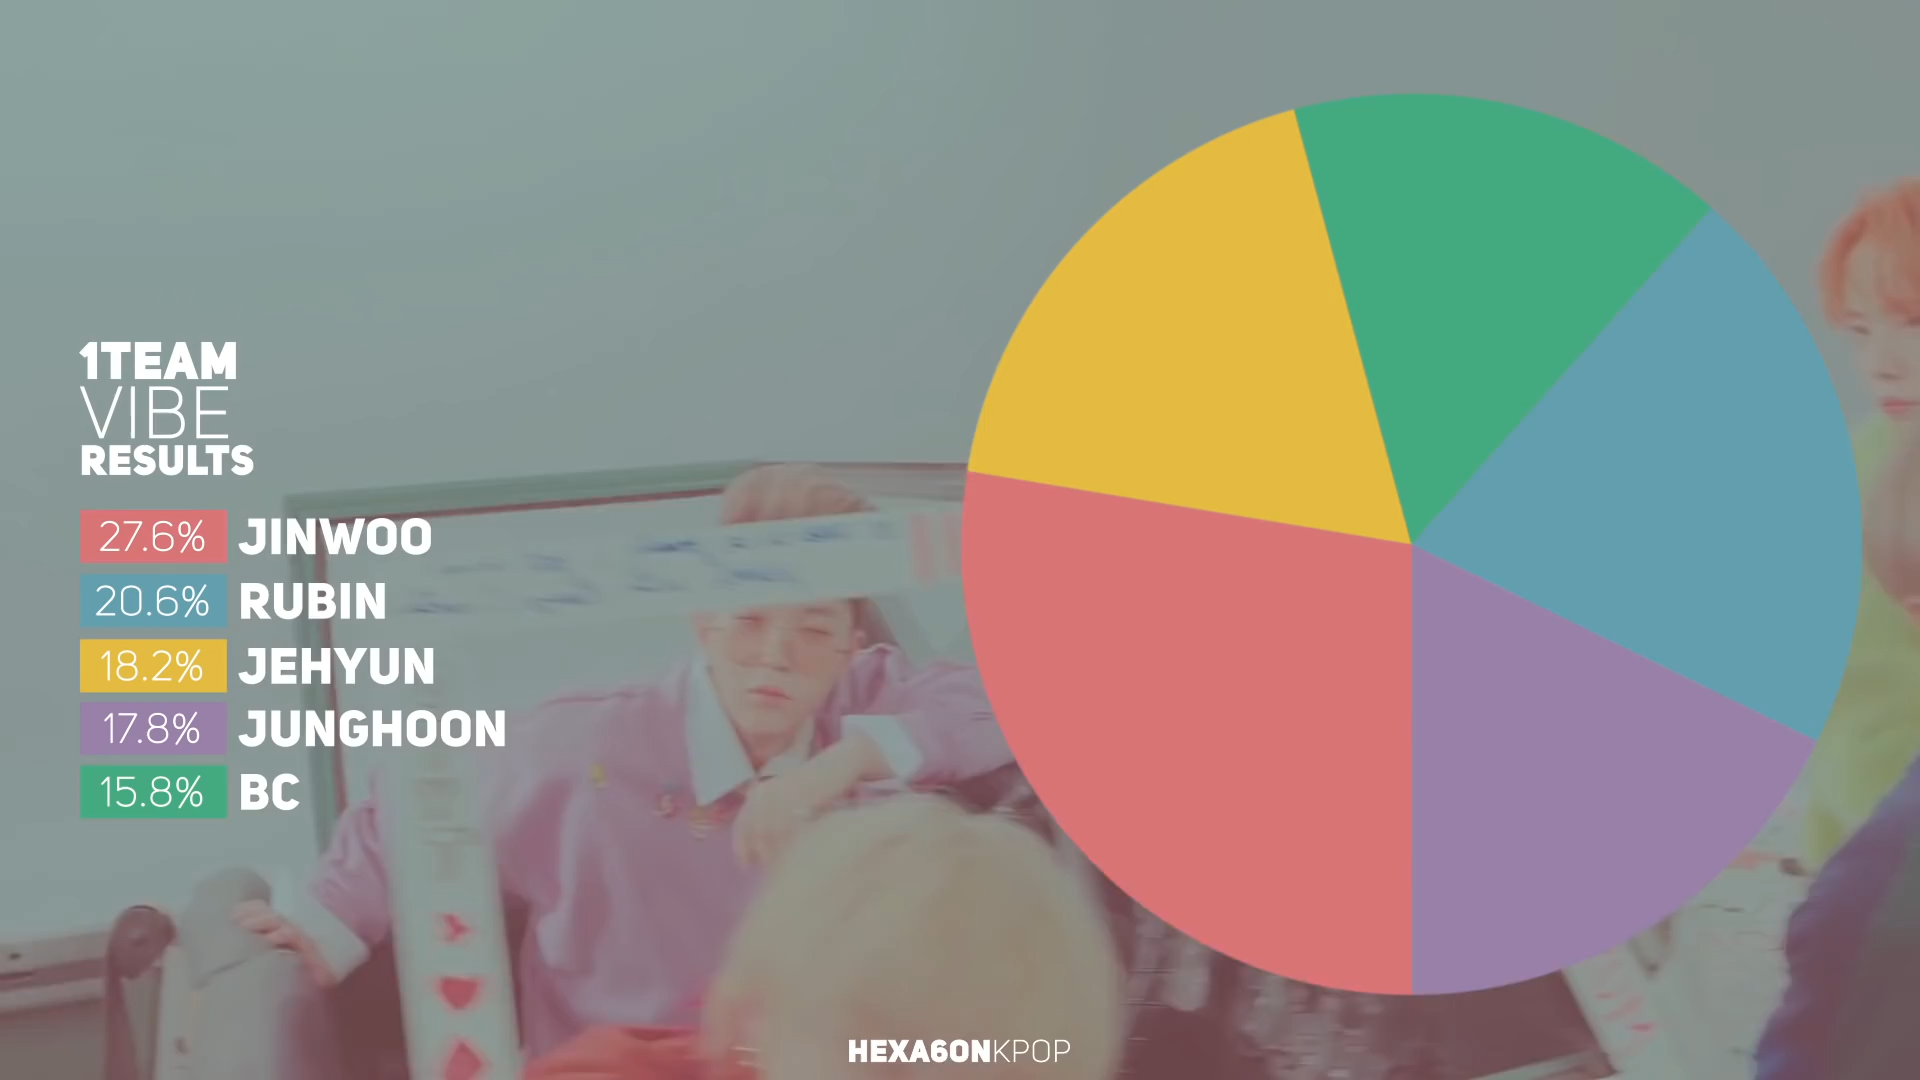 1TEAM
VIBE
RESULTS
27.6% JINWOO
20.6% RUBIN
18.2% JEHYUN
17.8% JUNGHOON
15.8% BC
HEXA6ONKPOP